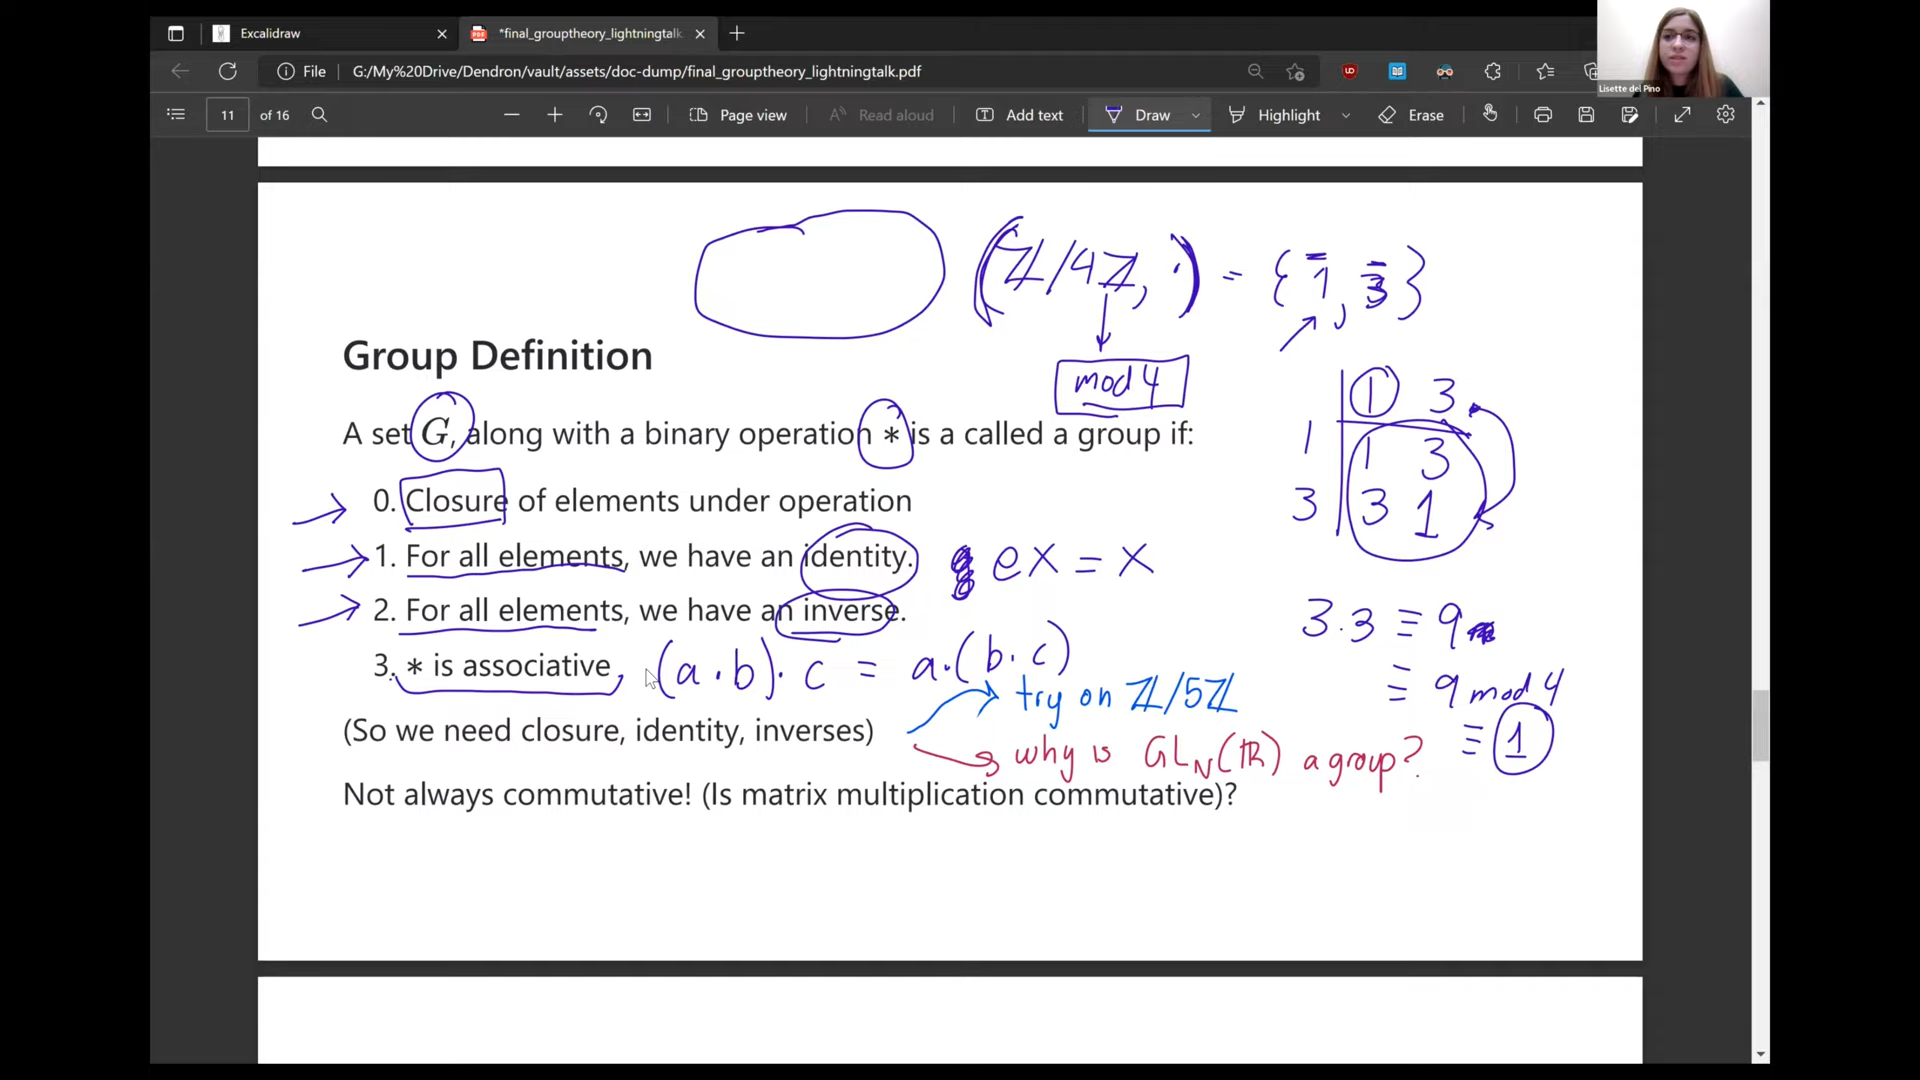 Excalidraw
*final_grouptheory_lightningtalk
File
G:/My%20Drive/Dendron/vault/assets/doc-dump/final_grouptheory_lightningtalk.pdf
Lisette del Pino
11 of 16
Page view
Read aloud
Add text
Draw
Highlight
Erase
(ℤ/4ℤ, ·) = {1̄, 3̄}
mod 4
Group Definition
A set G, along with a binary operation * is a called a group if:
0. Closure of elements under operation
1. For all elements, we have an identity.
ex = x
2. For all elements, we have an inverse.
3. * is associative, (a·b)·c = a·(b·c)
try on ℤ/5ℤ
(So we need closure, identity, inverses)
why is GL_N(ℝ) a group?
Not always commutative! (Is matrix multiplication commutative)?
1 3
1 1 3
3 3 1
3·3 ≡ 9
≡ 9 mod 4
≡ 1